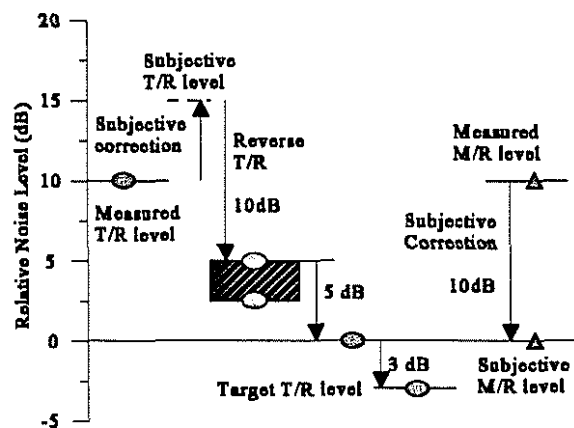 Relative Noise Level (dB)
20
15
10
5
0
-5
Subjective
T/R level
Subjective
correction
Measured
T/R level
Reverse
T/R
10dB
5 dB
3 dB
Target T/R level
Measured
M/R level
Subjective
Correction
10dB
Subjective
M/R level